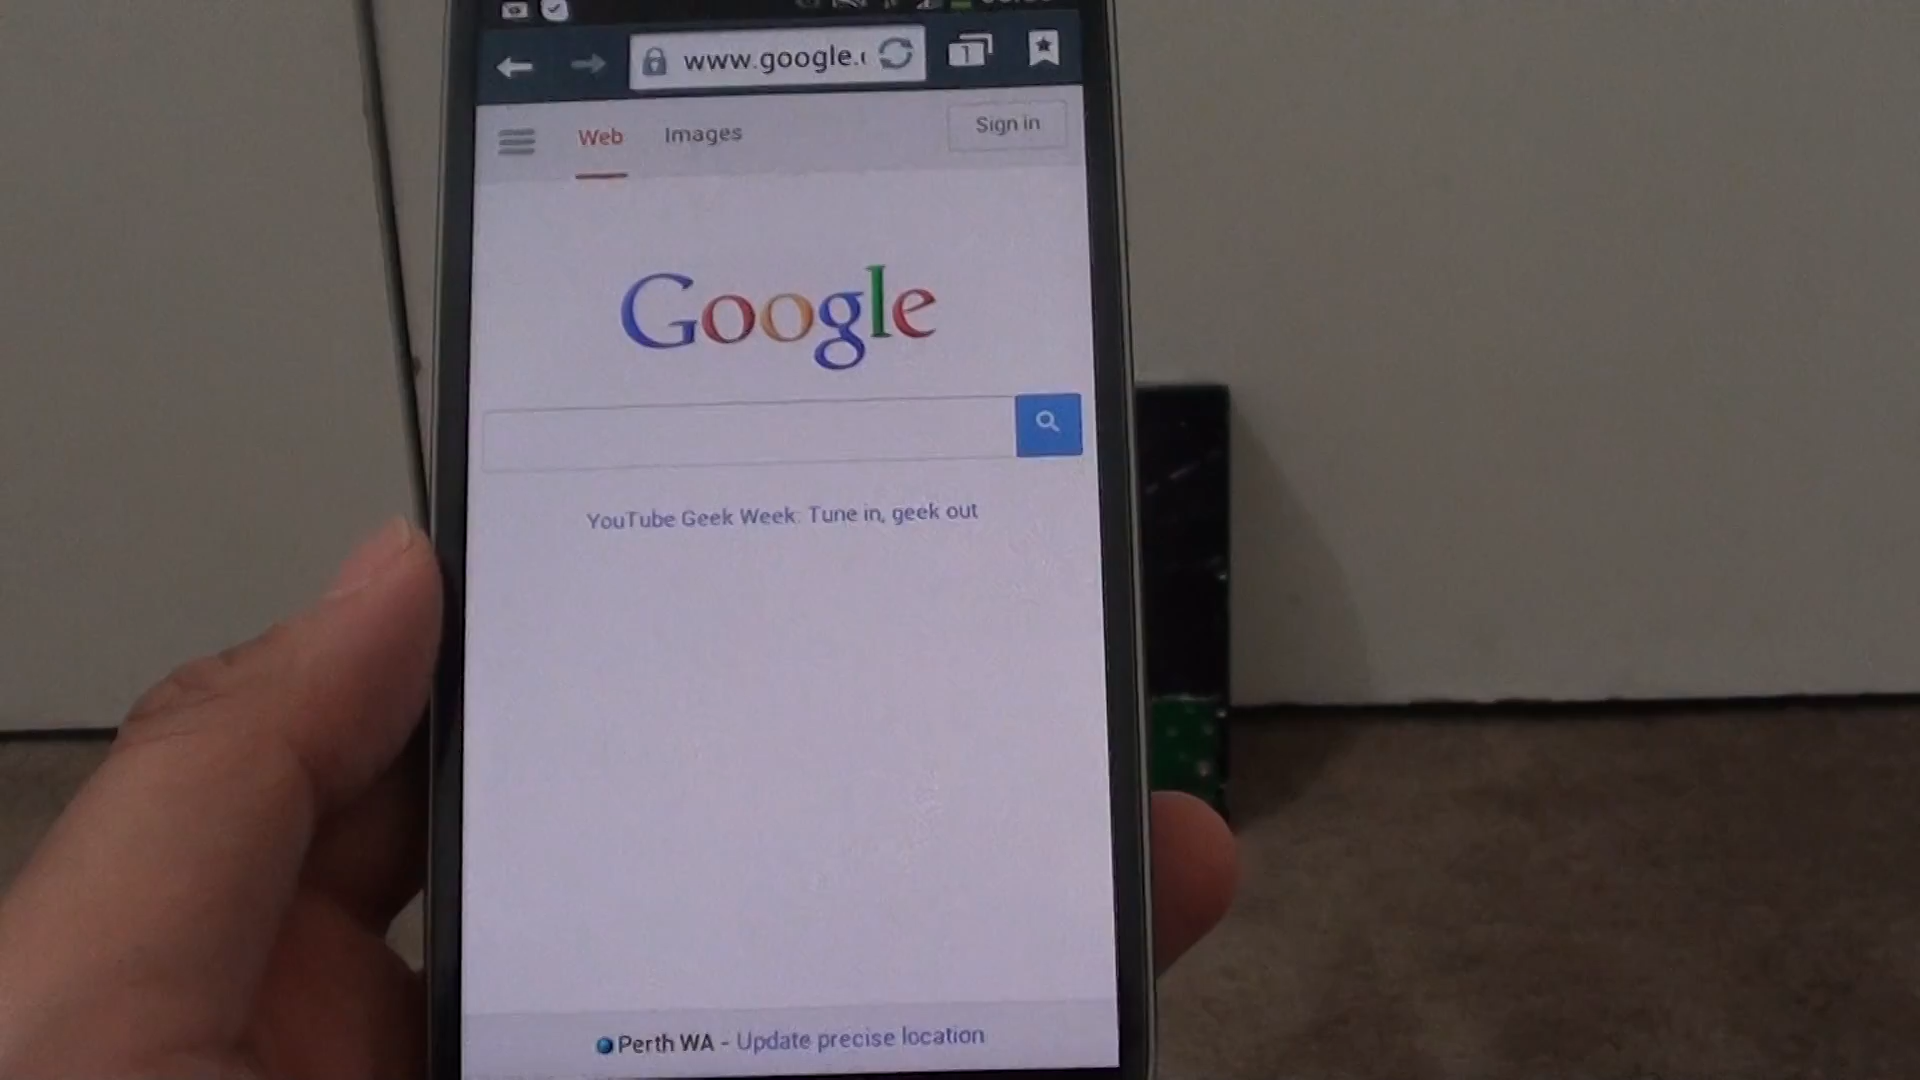 www.google.
1
Web Images Sign in
Google
YouTube Geek Week: Tune in, geek out
Perth WA - Update precise location